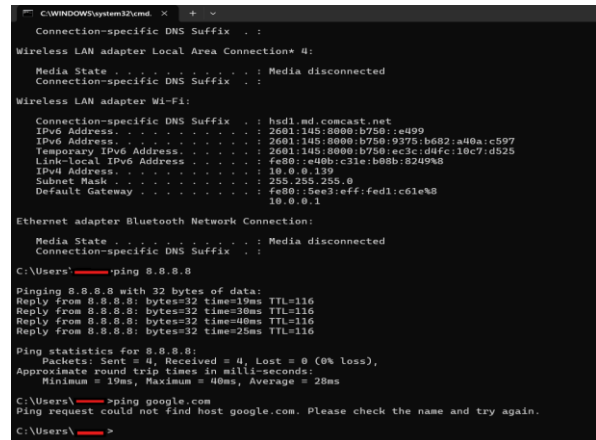 C:\WINDOWS\system32\cmd. × + ˅
Connection-specific DNS Suffix . :
Wireless LAN adapter Local Area Connection* 4:
Media State . . . . . . . . . . . : Media disconnected
Connection-specific DNS Suffix . :
Wireless LAN adapter Wi-Fi:
Connection-specific DNS Suffix . : hsd1.md.comcast.net
IPv6 Address. . . . . . . . . . . : 2601:145:8000:b750::e499
IPv6 Address. . . . . . . . . . . : 2601:145:8000:b750:9375:b682:a40a:c597
Temporary IPv6 Address. . . . . . : 2601:145:8000:b750:ec3c:d4fc:10c7:d525
Link-local IPv6 Address . . . . . : fe80::e40b:c31e:b08b:8249%8
IPv4 Address. . . . . . . . . . . : 10.0.0.139
Subnet Mask . . . . . . . . . . . : 255.255.255.0
Default Gateway . . . . . . . . . : fe80::5ee3:eff:fed1:c61e%8
10.0.0.1
Ethernet adapter Bluetooth Network Connection:
Media State . . . . . . . . . . . : Media disconnected
Connection-specific DNS Suffix . :
C:\Users\ ping 8.8.8.8
Pinging 8.8.8.8 with 32 bytes of data:
Reply from 8.8.8.8: bytes=32 time=19ms TTL=116
Reply from 8.8.8.8: bytes=32 time=30ms TTL=116
Reply from 8.8.8.8: bytes=32 time=40ms TTL=116
Reply from 8.8.8.8: bytes=32 time=25ms TTL=116
Ping statistics for 8.8.8.8:
Packets: Sent = 4, Received = 4, Lost = 0 (0% loss),
Approximate round trip times in milli-seconds:
Minimum = 19ms, Maximum = 40ms, Average = 28ms
C:\Users\ >ping google.com
Ping request could not find host google.com. Please check the name and try again.
C:\Users\ >